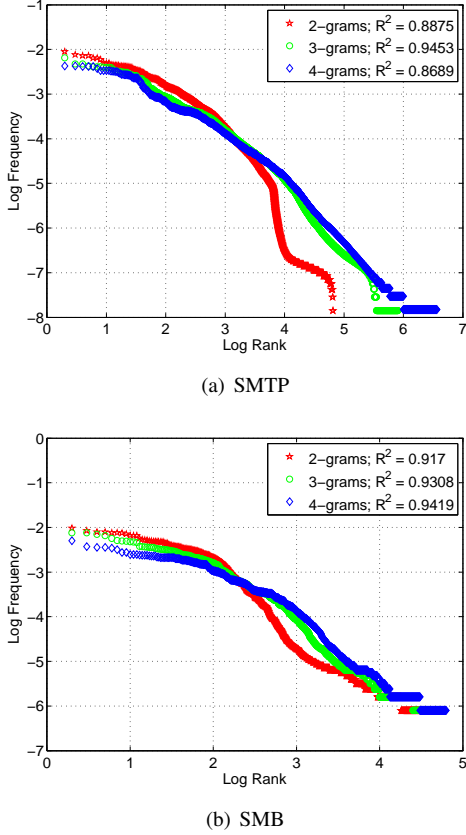 −1
−2
−3
−4
−5
−6
−7
−8
Log Frequency
2−grams; R² = 0.8875
3−grams; R² = 0.9453
4−grams; R² = 0.8689
0 1 2 3 4 5 6 7
Log Rank
(a) SMTP
0
−1
−2
−3
−4
−5
−6
−7
Log Frequency
2−grams; R² = 0.917
3−grams; R² = 0.9308
4−grams; R² = 0.9419
0 1 2 3 4 5
Log Rank
(b) SMB